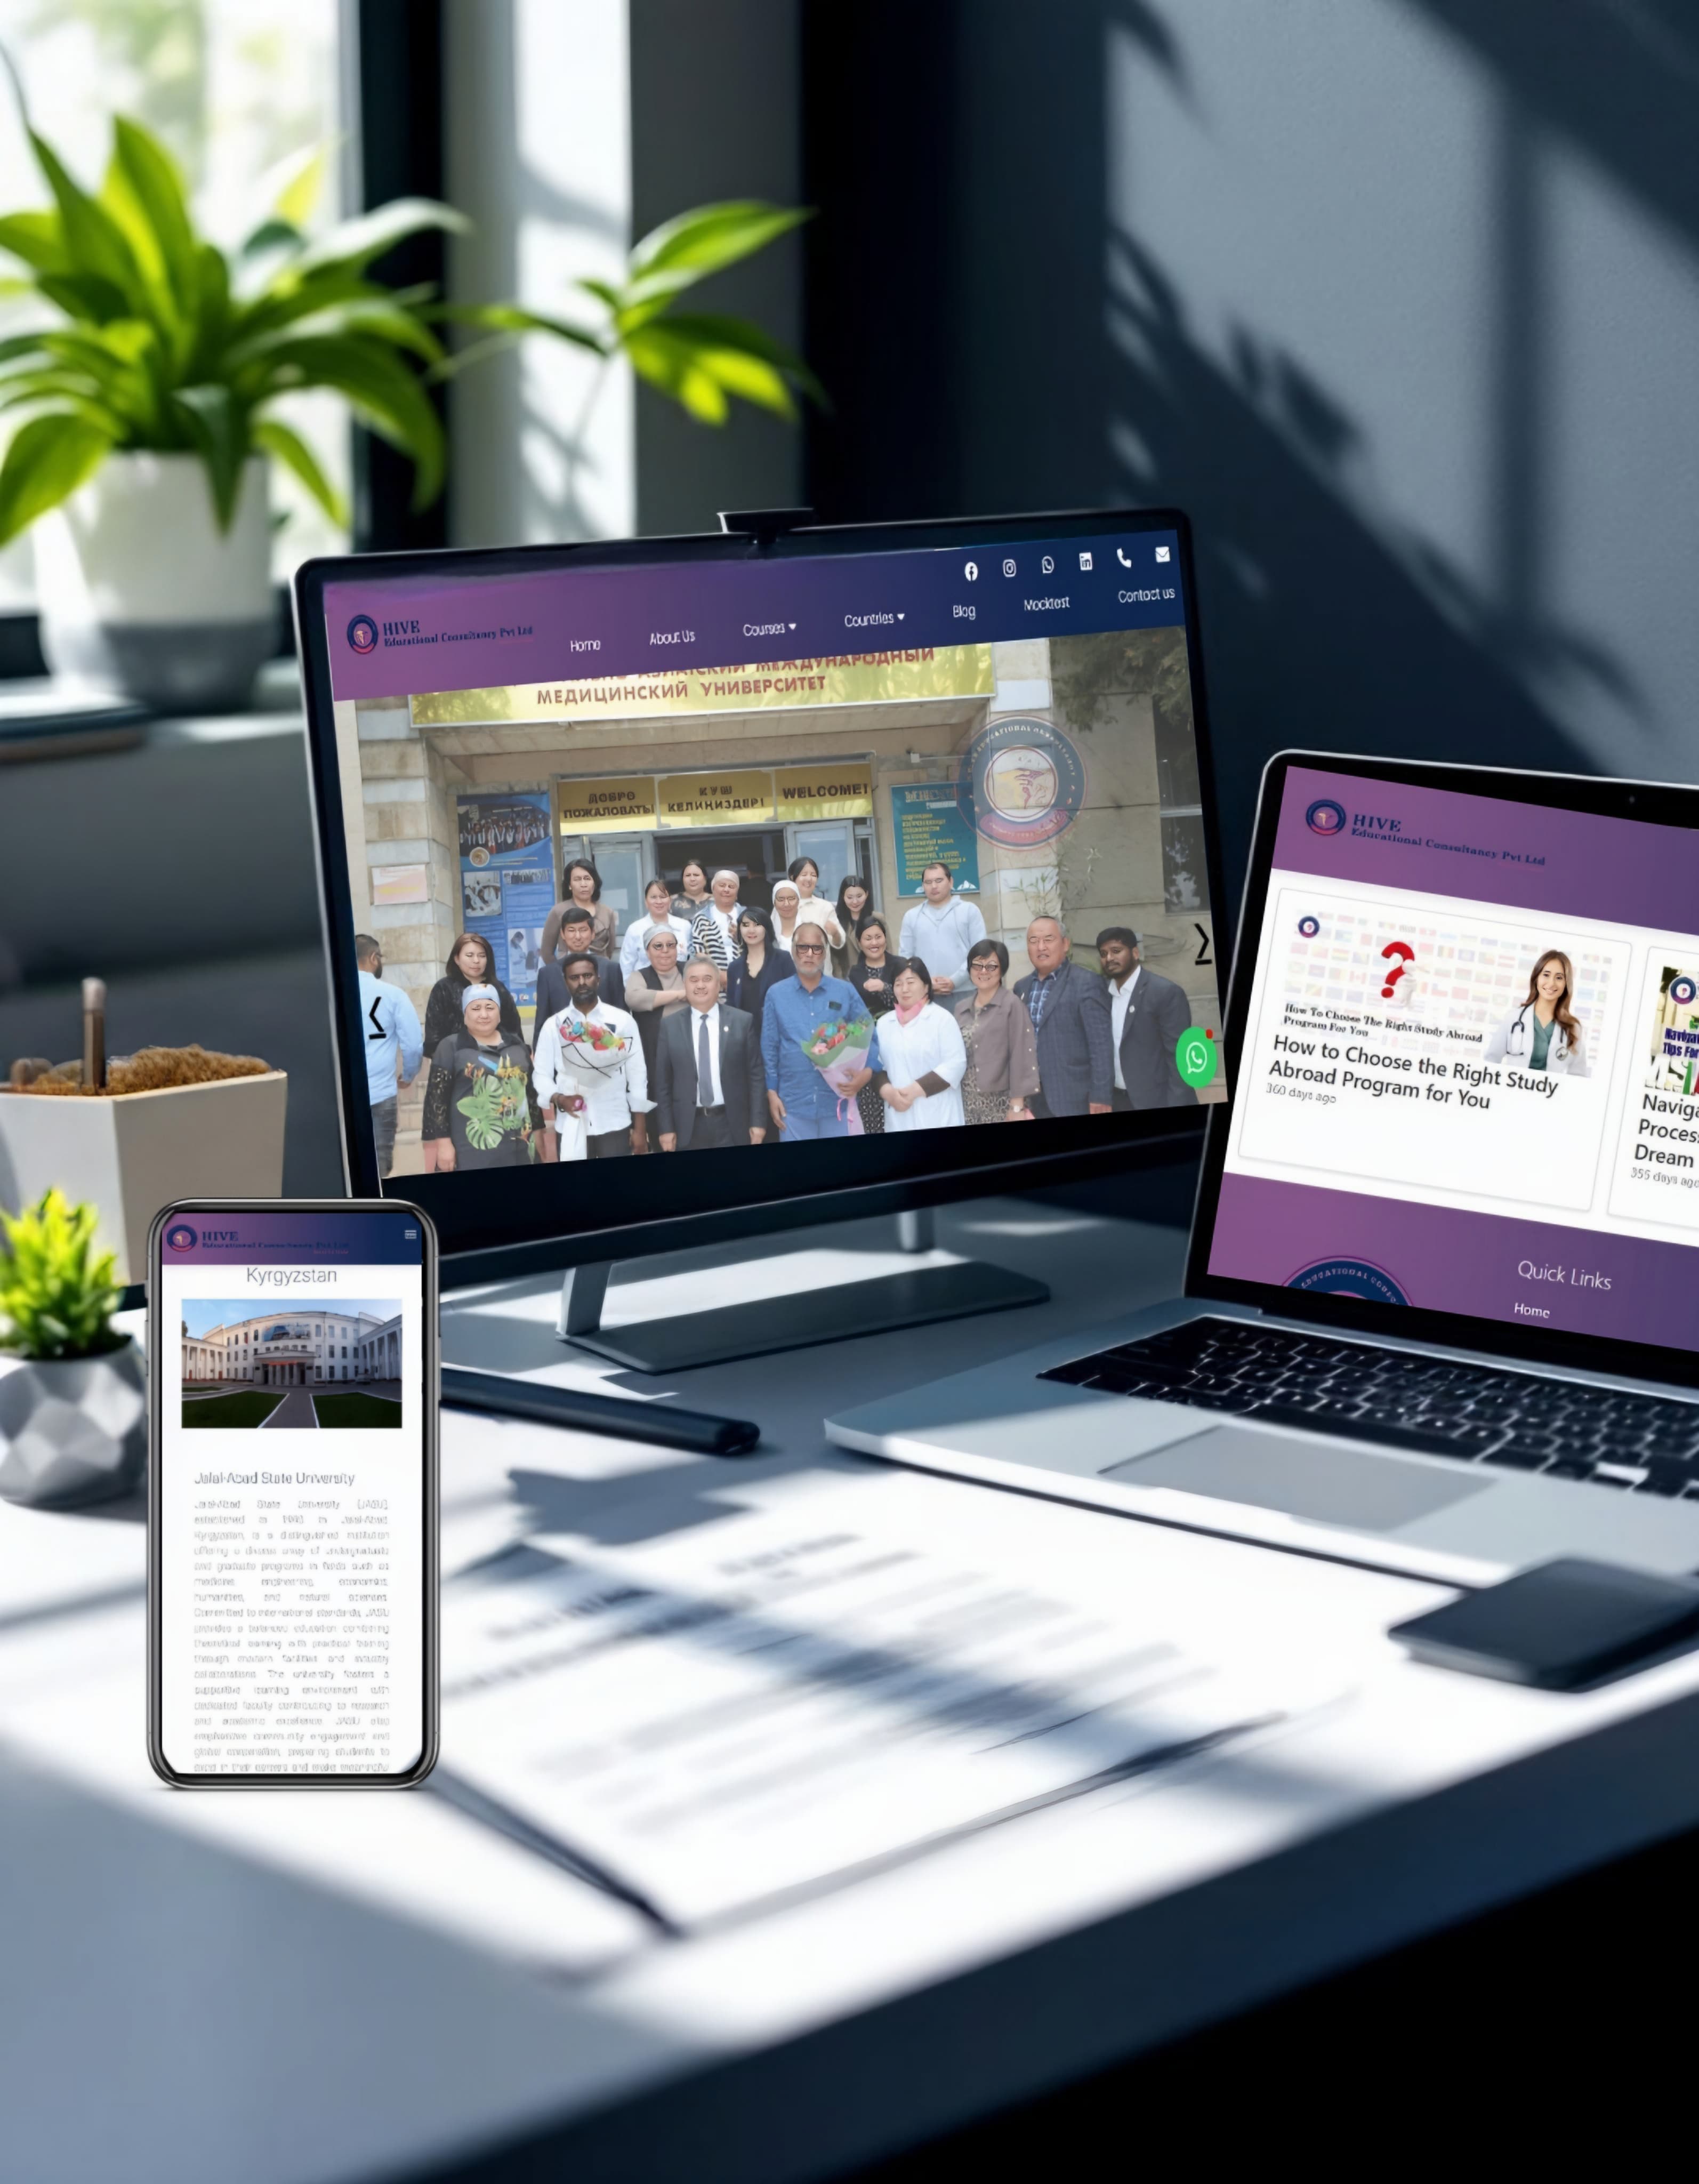 HIVE
Educational Consultancy Pvt Ltd
Home
About Us
Courses
Countries
Blog
Mocktest
Contact us
МЕЖДУНАРОДНЫЙ
МЕДИЦИНСКИЙ УНИВЕРСИТЕТ
ДОБРО
ПОЖАЛОВАТЬ!
КУШ
КЕЛИҢИЗДЕР!
WELCOME!
HIVE
Educational Consultancy Pvt Ltd
How To Choose The Right Study Abroad
Program For You
How to Choose the Right Study
Abroad Program for You
360 days ago
Tips For
Naviga
Process
Dream
355 days ago
Quick Links
Home
HIVE
Educational Consultancy Pvt Ltd
Kyrgyzstan
Jalal-Abad State University
Jalal-Abad State University (JASU),
established in 1993 in Jalal-Abad,
Kyrgyzstan, is a distinguished institution
offering a diverse array of undergraduate
and graduate programs in fields such as
medicine, engineering, economics,
humanities, and natural sciences.
Committed to international standards, JASU
provides a balanced education combining
theoretical learning with practical training
through modern facilities and industry
collaborations. The university fosters a
supportive learning environment with
dedicated faculty contributing to research
and academic excellence. JASU also
emphasizes community engagement and
global cooperation, preparing students to
excel in their careers and make meaningful